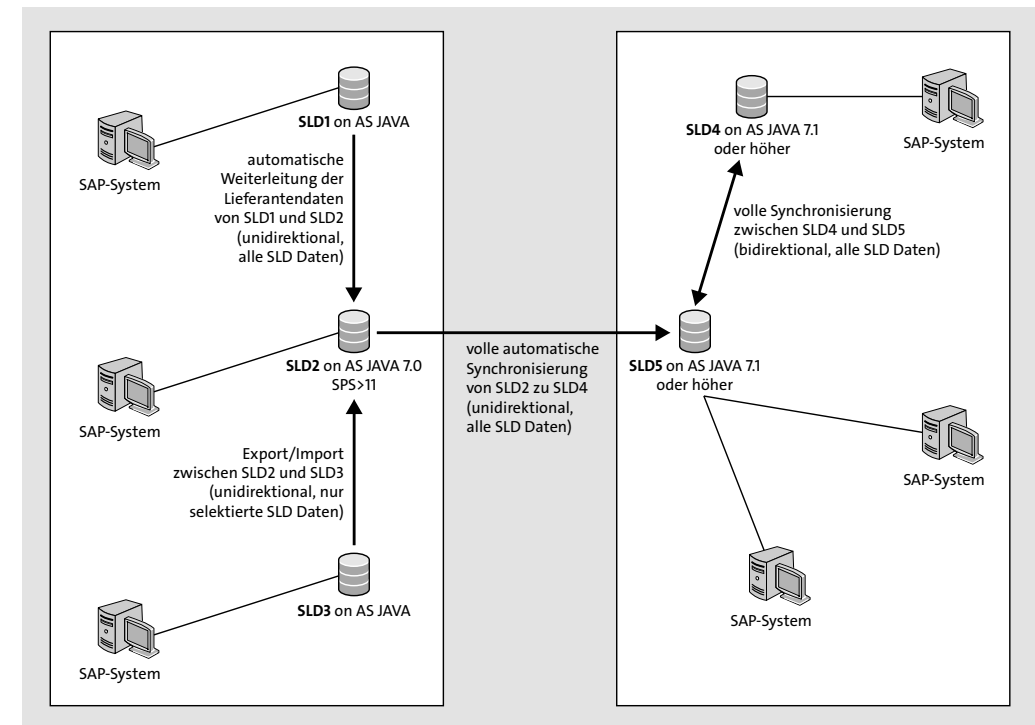 SLD1 on AS JAVA
SAP-System
automatische
Weiterleitung der
Lieferantendaten
von SLD1 und SLD2
(unidirektional,
alle SLD Daten)
SLD2 on AS JAVA 7.0
SPS>11
SAP-System
Export/Import
zwischen SLD2 und SLD3
(unidirektional, nur
selektierte SLD Daten)
SLD3 on AS JAVA
SAP-System
volle automatische
Synchronisierung
von SLD2 zu SLD4
(unidirektional,
alle SLD Daten)
SLD4 on AS JAVA 7.1
oder höher
SAP-System
volle Synchronisierung
zwischen SLD4 und SLD5
(bidirektional, alle SLD Daten)
SLD5 on AS JAVA 7.1
oder höher
SAP-System
SAP-System